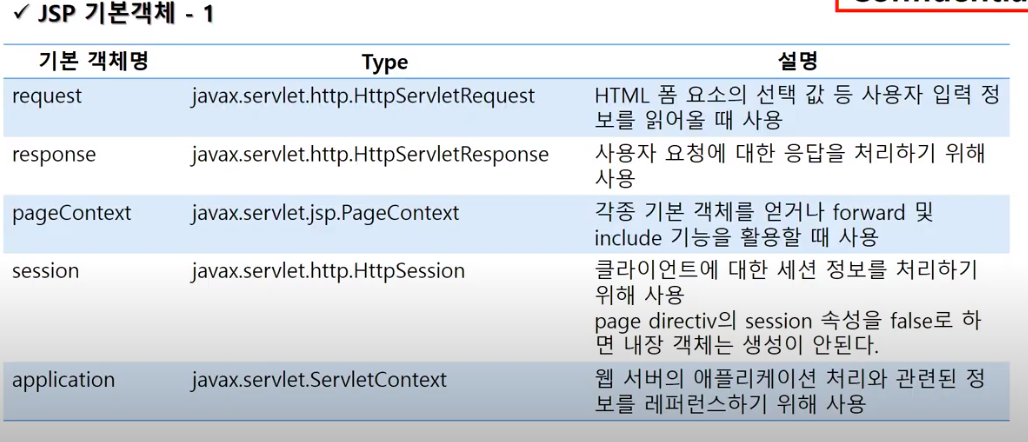 ✓ JSP 기본객체 - 1
기본 객체명 Type 설명
request javax.servlet.http.HttpServletRequest HTML 폼 요소의 선택 값 등 사용자 입력 정
보를 읽어올 때 사용
response javax.servlet.http.HttpServletResponse 사용자 요청에 대한 응답을 처리하기 위해
사용
pageContext javax.servlet.jsp.PageContext 각종 기본 객체를 얻거나 forward 및
include 기능을 활용할 때 사용
session javax.servlet.http.HttpSession 클라이언트에 대한 세션 정보를 처리하기
위해 사용
page directiv의 session 속성을 false로 하
면 내장 객체는 생성이 안된다.
application javax.servlet.ServletContext 웹 서버의 애플리케이션 처리와 관련된 정
보를 레퍼런스하기 위해 사용